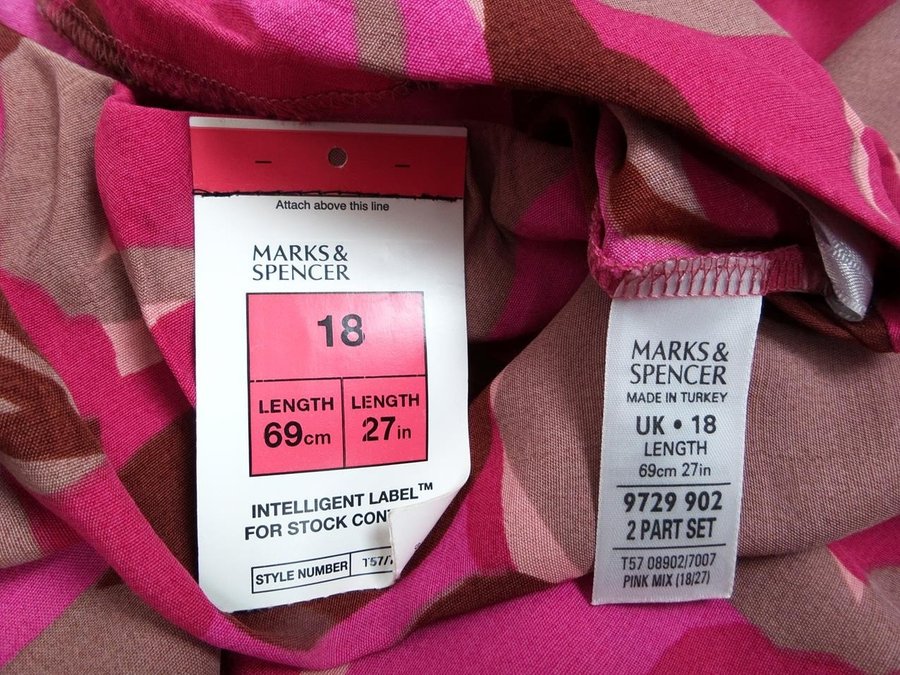 Attach above this line
MARKS &
SPENCER
18
LENGTH LENGTH
69cm 27in
INTELLIGENT LABEL™
FOR STOCK
STYLE NUMBER T57/
MARKS &
SPENCER
MADE IN TURKEY
UK • 18
LENGTH
69cm 27in
9729 902
2 PART SET
T57 08902/7007
PINK MIX (18/27)